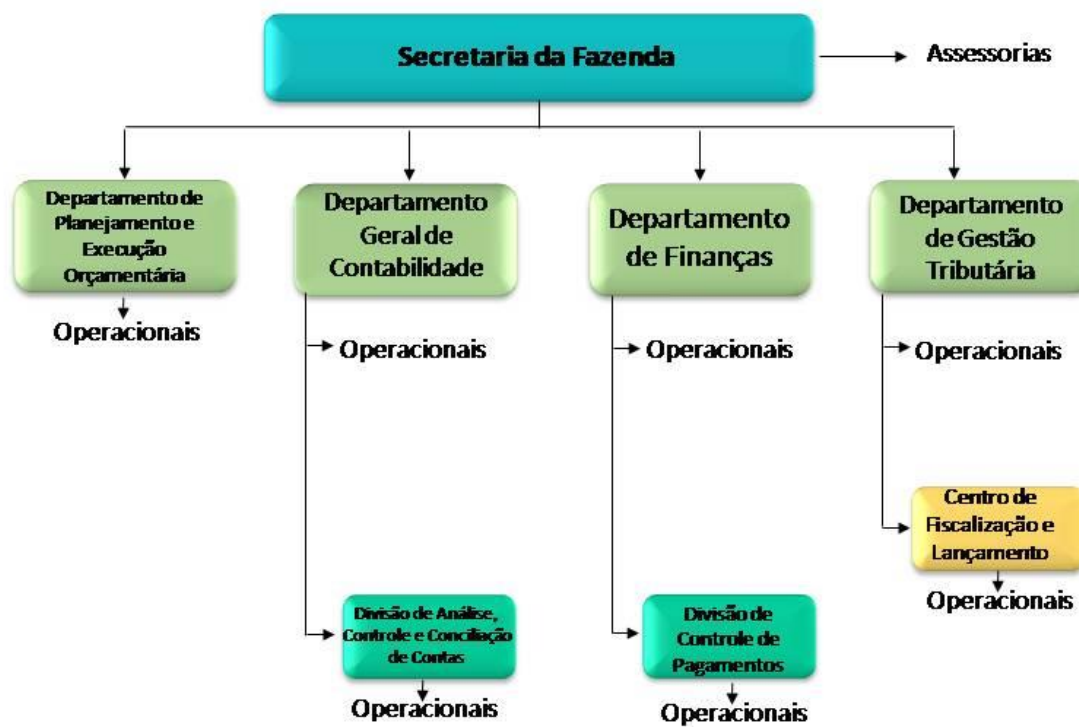 Secretaria da Fazenda
Assessorias
Departamento de
Planejamento e
Execução
Orçamentária
Operacionais
Departamento
Geral de
Contabilidade
Operacionais
Divisão de Análise,
Controle e Conciliação
de Contas
Operacionais
Departamento
de Finanças
Operacionais
Divisão de
Controle de
Pagamentos
Operacionais
Departamento
de Gestão
Tributária
Operacionais
Centro de
Fiscalização e
Lançamento
Operacionais